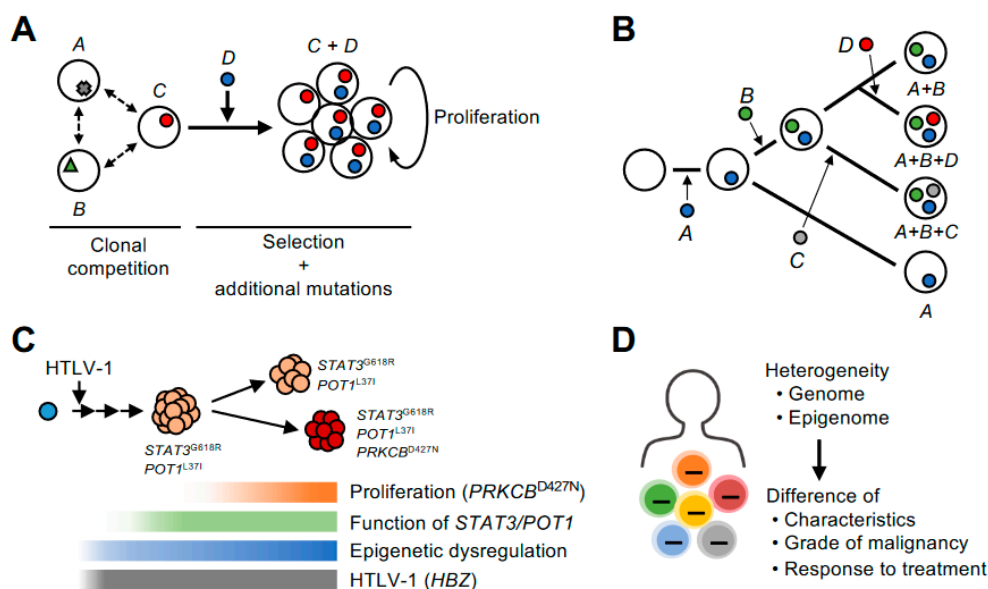 A
A
B
C
D
C + D
Proliferation
Clonal
competition
Selection
+
additional mutations
B
A
B
C
D
A+B
A+B+D
A+B+C
A
C
HTLV-1
STAT3G618R
POT1L37I
STAT3G618R
POT1L37I
STAT3G618R
POT1L37I
PRKCBD427N
Proliferation (PRKCBD427N)
Function of STAT3/POT1
Epigenetic dysregulation
HTLV-1 (HBZ)
D
Heterogeneity
• Genome
• Epigenome
Difference of
• Characteristics
• Grade of malignancy
• Response to treatment